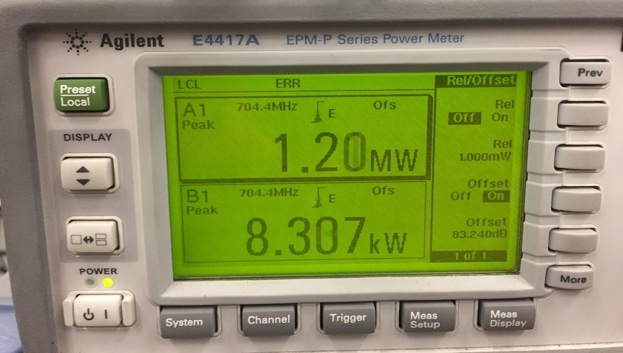 Agilent E4417A EPM-P Series Power Meter
Preset
Local
DISPLAY
POWER
LCL ERR
A1 704.4MHz E Ofs
Peak
1.20MW
B1 704.4MHz E Ofs
Peak
8.307kW
Rel/Offset
Rel
Off On
Rel
1.000mW
Offset
Off On
Offset
83.240dB
1 of 1
Prev
More
System
Channel
Trigger
Meas
Setup
Meas
Display